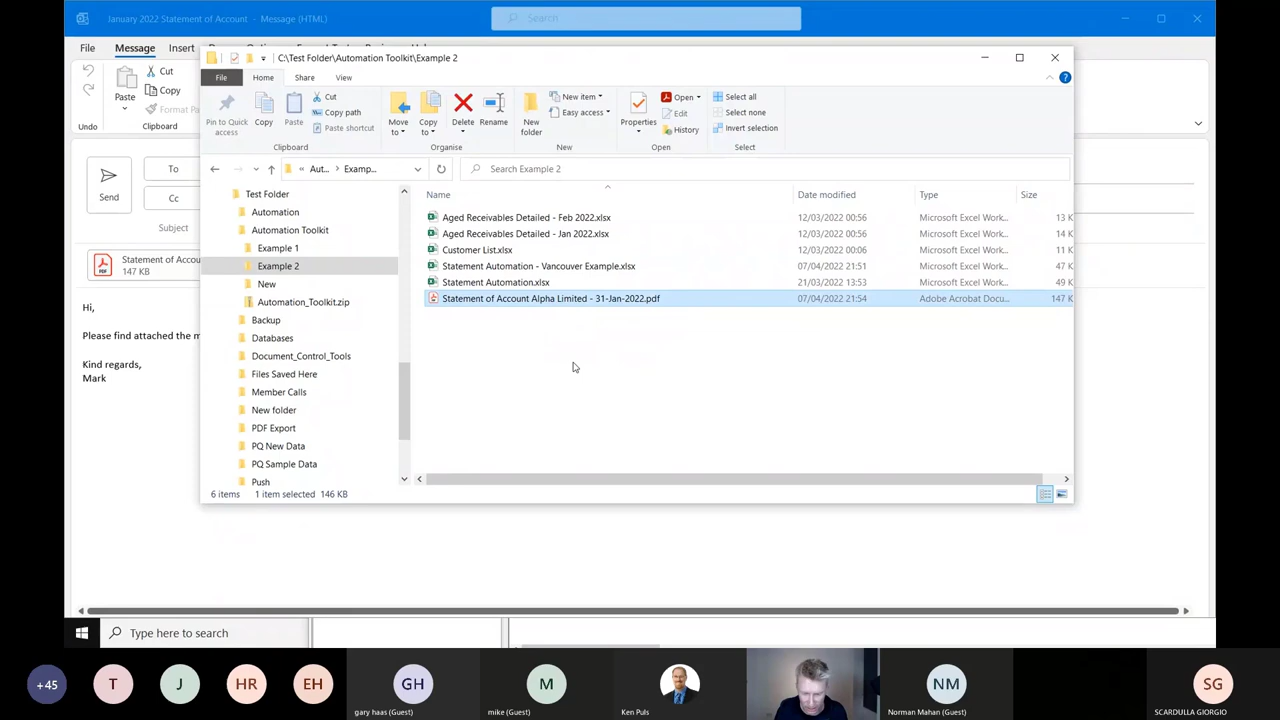 January 2022 Statement of Account - Message (HTML)
Search
File Message Insert
C:\Test Folder\Automation Toolkit\Example 2
File Home Share View
Undo
Paste
Cut
Copy
Format Pa
Clipboard
Pin to Quick access
Copy
Paste
Cut
Copy path
Paste shortcut
Clipboard
Move to
Copy to
Delete
Rename
Organise
New folder
New item
Easy access
New
Properties
Open
Edit
History
Open
Select all
Select none
Invert selection
Select
« Aut... › Examp...
Search Example 2
Send
To
Cc
Subject
PDF
Statement of Accou
147 KB
Hi,
Please find attached the m
Kind regards,
Mark
Test Folder
Automation
Automation Toolkit
Example 1
Example 2
New
Automation_Toolkit.zip
Backup
Databases
Document_Control_Tools
Files Saved Here
Member Calls
New folder
PDF Export
PQ New Data
PQ Sample Data
Push
Name Date modified Type Size
Aged Receivables Detailed - Feb 2022.xlsx 12/03/2022 00:56 Microsoft Excel Work... 13 K
Aged Receivables Detailed - Jan 2022.xlsx 12/03/2022 00:56 Microsoft Excel Work... 14 K
Customer List.xlsx 12/03/2022 00:06 Microsoft Excel Work... 11 K
Statement Automation - Vancouver Example.xlsx 07/04/2022 21:51 Microsoft Excel Work... 47 K
Statement Automation.xlsx 21/03/2022 13:53 Microsoft Excel Work... 49 K
Statement of Account Alpha Limited - 31-Jan-2022.pdf 07/04/2022 21:54 Adobe Acrobat Docu... 147 K
6 items 1 item selected 146 KB
Type here to search
+45
T
J
HR
EH
GH
gary haas (Guest)
M
mike (Guest)
Ken Puls
NM
Norman Mahan (Guest)
SG
SCARDULLA GIORGIO